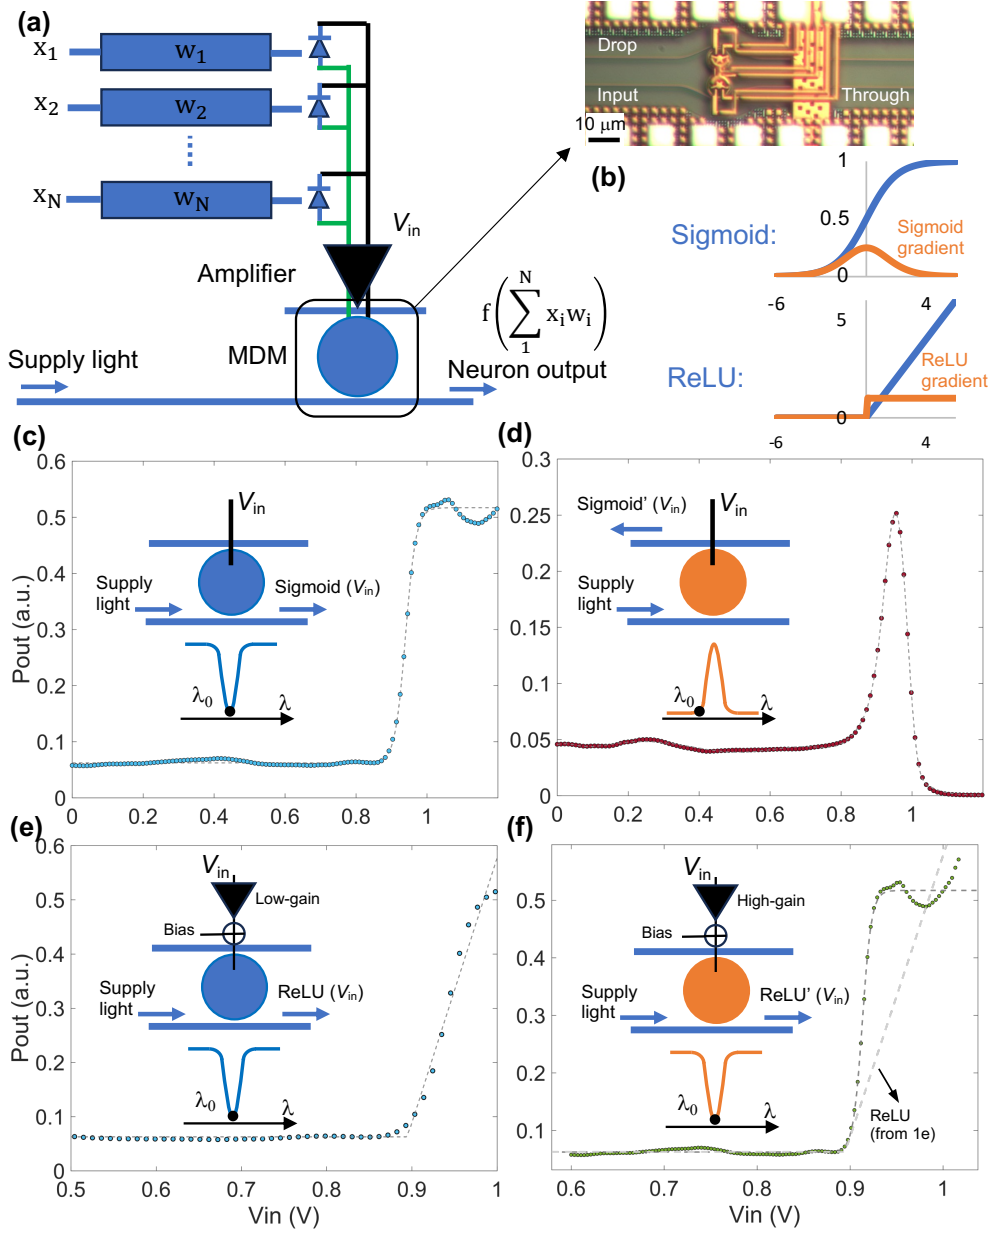 (a)
x1
w1
x2
w2
xN
wN
Vin
Amplifier
MDM
Supply light
Neuron output
f(∑ 1 N xiwi)
Drop
Input
Through
10 μm
(b)
Sigmoid:
1
0.5
0
Sigmoid
gradient
-6
4
5
ReLU:
ReLU
gradient
0
-6
4
(c)
Pout (a.u.)
0.6
0.5
0.4
0.3
0.2
0.1
0
0
0.2
0.4
0.6
0.8
1
Vin
Supply
light
Sigmoid (Vin)
λ0
λ
(d)
0.3
0.25
0.2
0.15
0.1
0.05
0
0
0.2
0.4
0.6
0.8
1
Sigmoid’ (Vin)
Vin
Supply
light
λ0
λ
(e)
Pout (a.u.)
0.6
0.5
0.4
0.3
0.2
0.1
0
0.5
0.6
0.7
0.8
0.9
1
Vin (V)
Vin
Low-gain
Bias
Supply
light
ReLU (Vin)
λ0
λ
(f)
0.5
0.4
0.3
0.2
0.1
0
0.6
0.7
0.8
0.9
1
Vin (V)
Vin
High-gain
Bias
Supply
light
ReLU’ (Vin)
λ0
λ
ReLU
(from 1e)